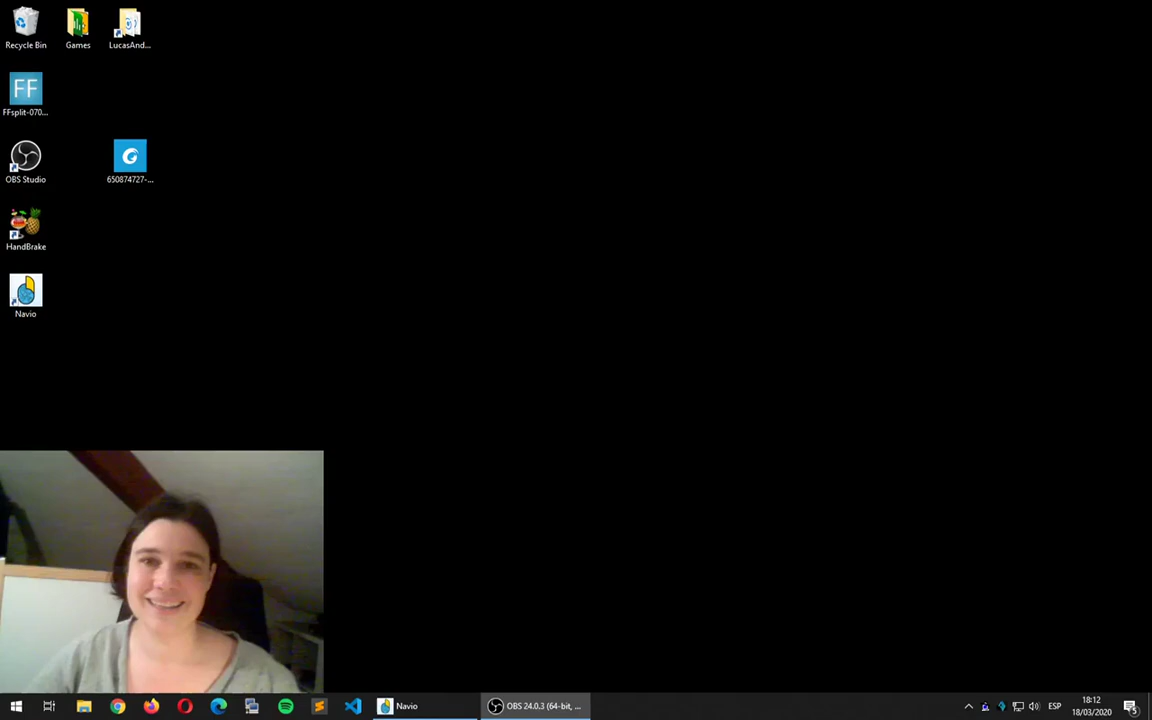 Recycle Bin
Games
LucasAnd...
FF
FFsplit-070...
OBS Studio
650874727-...
HandBrake
Navio
Navio
OBS 24.0.3 (64-bit, ...
ESP
18:12
18/03/2020
5